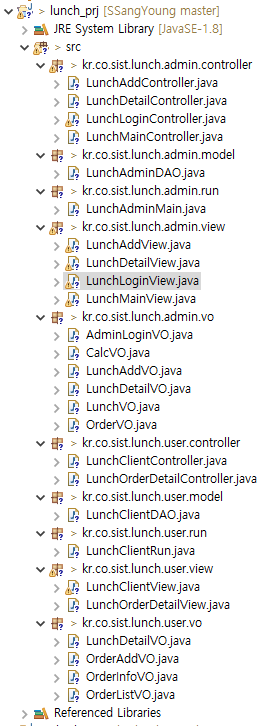 > lunch_prj [SSangYoung master]
JRE System Library [JavaSE-1.8]
> src
> kr.co.sist.lunch.admin.controller
LunchAddController.java
LunchDetailController.java
LunchLoginController.java
LunchMainController.java
> kr.co.sist.lunch.admin.model
LunchAdminDAO.java
> kr.co.sist.lunch.admin.run
LunchAdminMain.java
> kr.co.sist.lunch.admin.view
LunchAddView.java
LunchDetailView.java
LunchLoginView.java
LunchMainView.java
> kr.co.sist.lunch.admin.vo
AdminLoginVO.java
CalcVO.java
LunchAddVO.java
LunchDetailVO.java
LunchVO.java
OrderVO.java
> kr.co.sist.lunch.user.controller
LunchClientController.java
LunchOrderDetailController.java
> kr.co.sist.lunch.user.model
LunchClientDAO.java
> kr.co.sist.lunch.user.run
LunchClientRun.java
> kr.co.sist.lunch.user.view
LunchClientView.java
LunchOrderDetailView.java
> kr.co.sist.lunch.user.vo
LunchDetailVO.java
OrderAddVO.java
OrderInfoVO.java
OrderListVO.java
Referenced Libraries